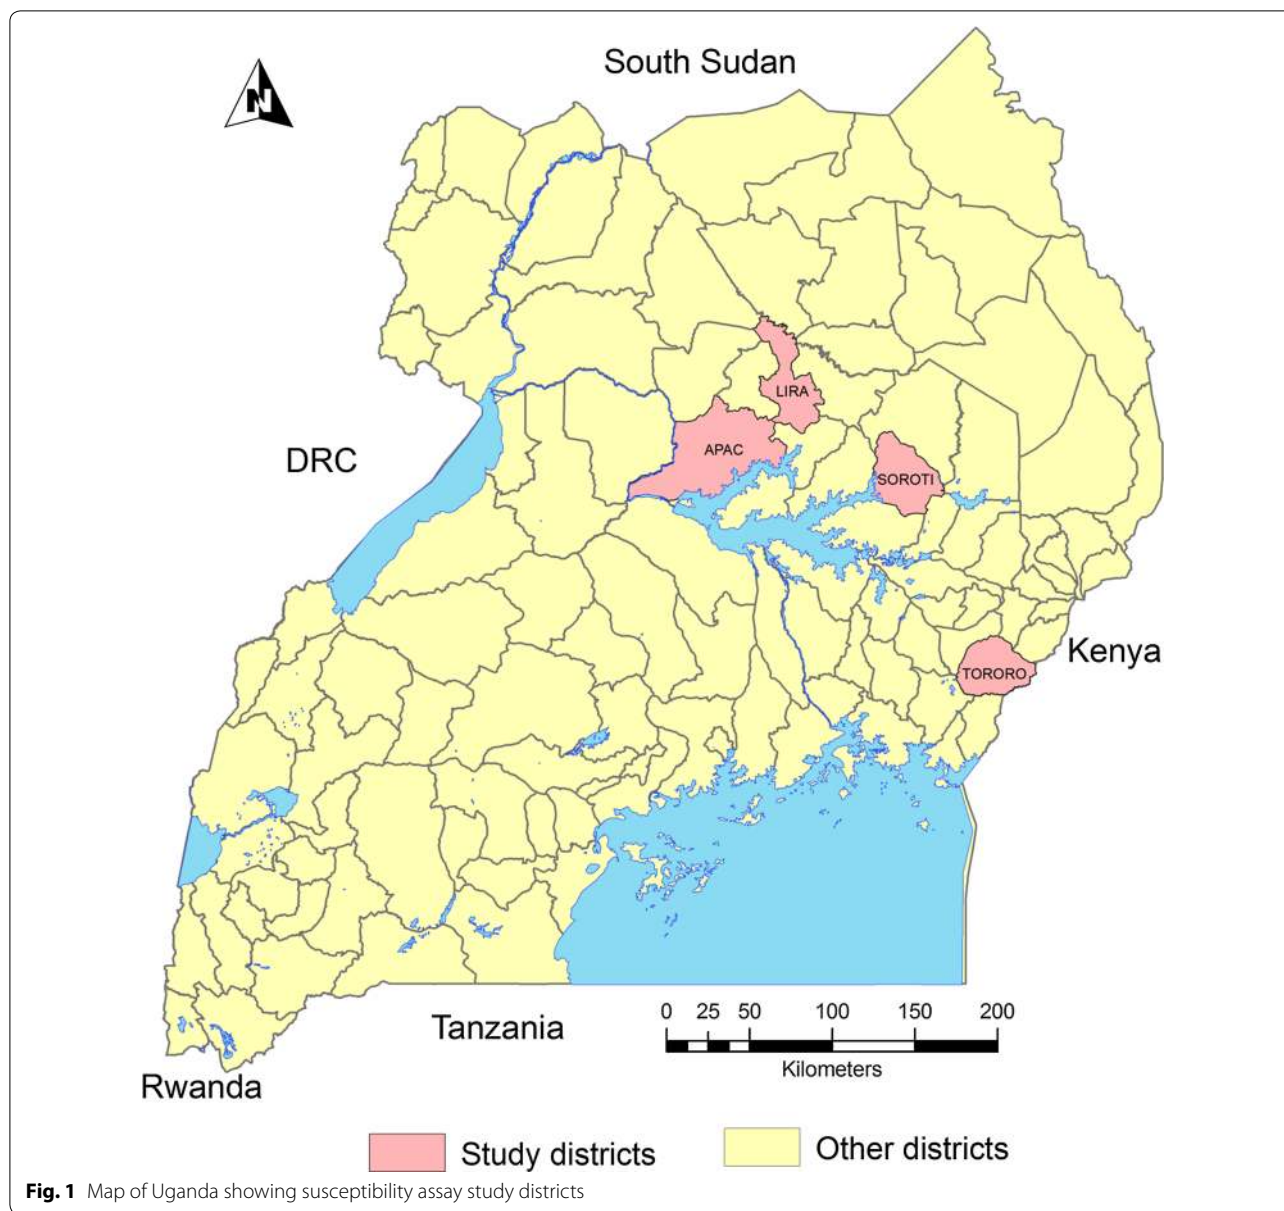 South Sudan
N
LIRA
APAC
DRC
SOROTI
Kenya
TORORO
0 25 50 100 150 200
Tanzania
Kilometers
Rwanda
Study districts
Other districts
Fig. 1 Map of Uganda showing susceptibility assay study districts